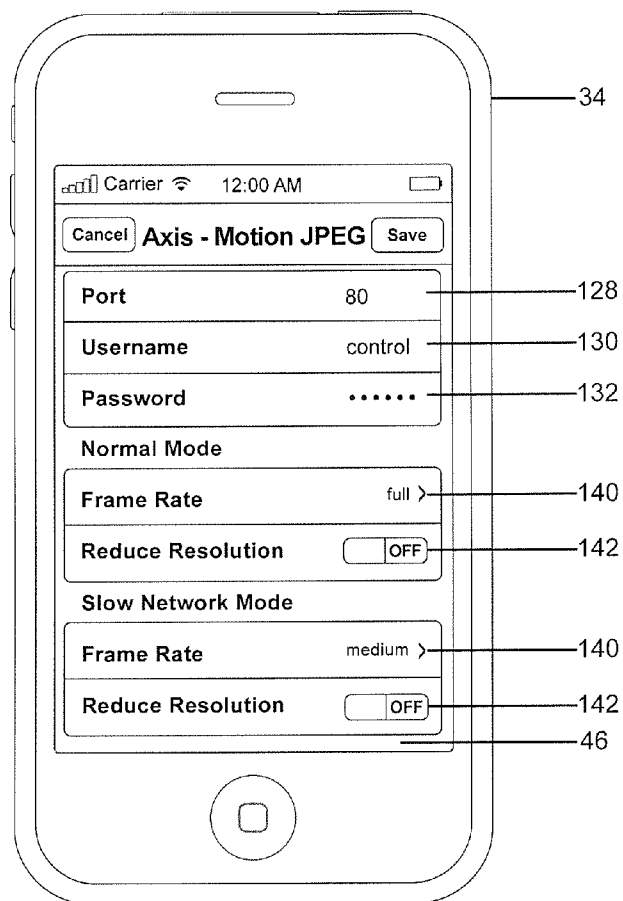 34
Carrier 12:00 AM
Cancel Axis - Motion JPEG Save
Port 80 128
Username control 130
Password •••••• 132
Normal Mode
Frame Rate full > 140
Reduce Resolution OFF 142
Slow Network Mode
Frame Rate medium > 140
Reduce Resolution OFF 142
46